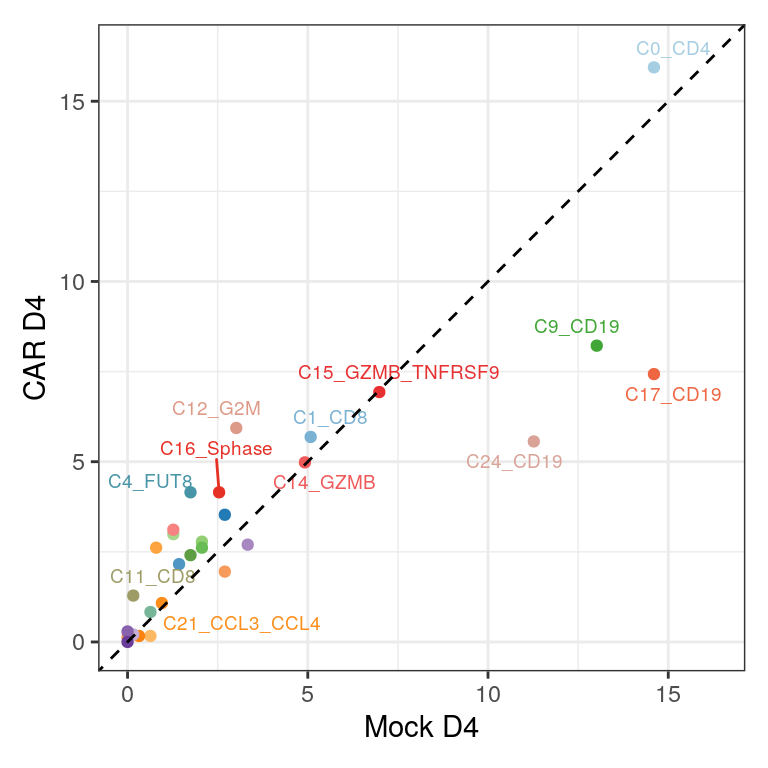 C0_CD4
15
10
C9_CD19
CAR D4
C15_GZMB_TNFRSF9
C17_CD19
C12_G2M
C1_CD8
C16_Sphase
5
C24_CD19
C4_FUT8
C14_GZMB
C11_CD8
C21_CCL3_CCL4
0
0
5
10
15
Mock D4